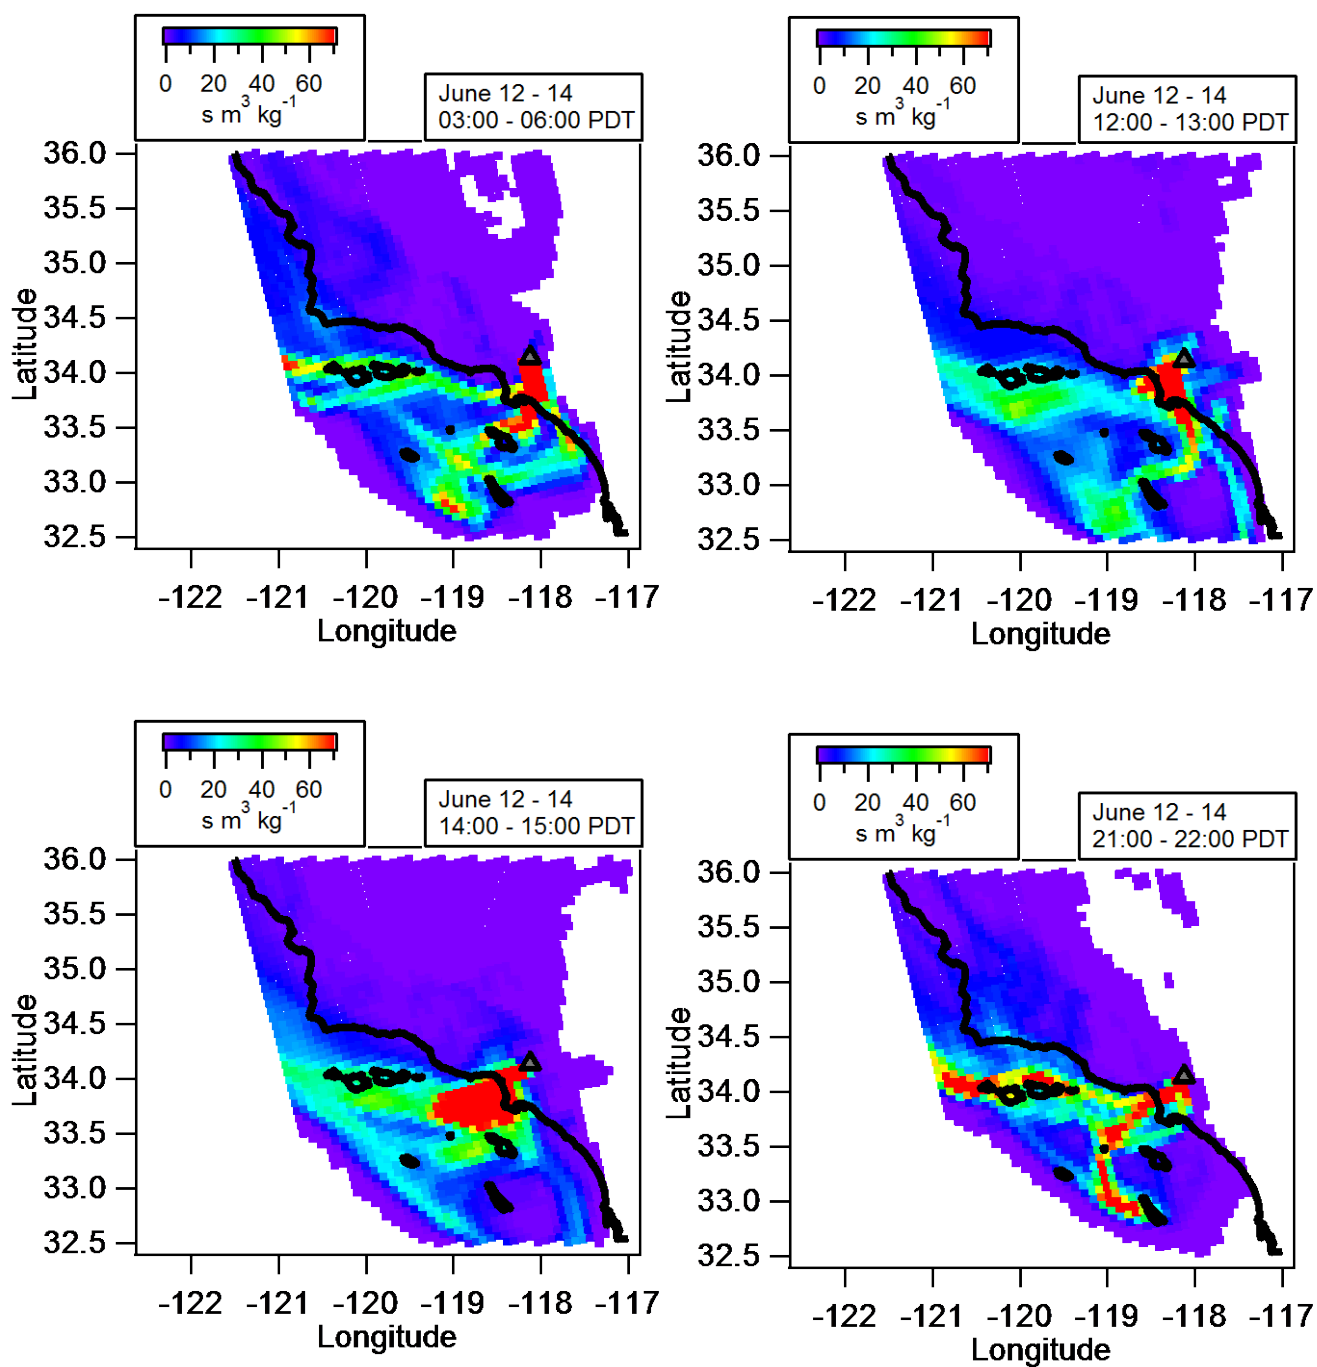 0 20 40 60
s m³ kg⁻¹
June 12 - 14
03:00 - 06:00 PDT
36.0
35.5
35.0
34.5
34.0
33.5
33.0
32.5
Latitude
-122 -121 -120 -119 -118 -117
Longitude
0 20 40 60
s m³ kg⁻¹
June 12 - 14
12:00 - 13:00 PDT
36.0
35.5
35.0
34.5
34.0
33.5
33.0
32.5
Latitude
-122 -121 -120 -119 -118 -117
Longitude
0 20 40 60
s m³ kg⁻¹
June 12 - 14
14:00 - 15:00 PDT
36.0
35.5
35.0
34.5
34.0
33.5
33.0
32.5
Latitude
-122 -121 -120 -119 -118 -117
Longitude
0 20 40 60
s m³ kg⁻¹
June 12 - 14
21:00 - 22:00 PDT
36.0
35.5
35.0
34.5
34.0
33.5
33.0
32.5
Latitude
-122 -121 -120 -119 -118 -117
Longitude